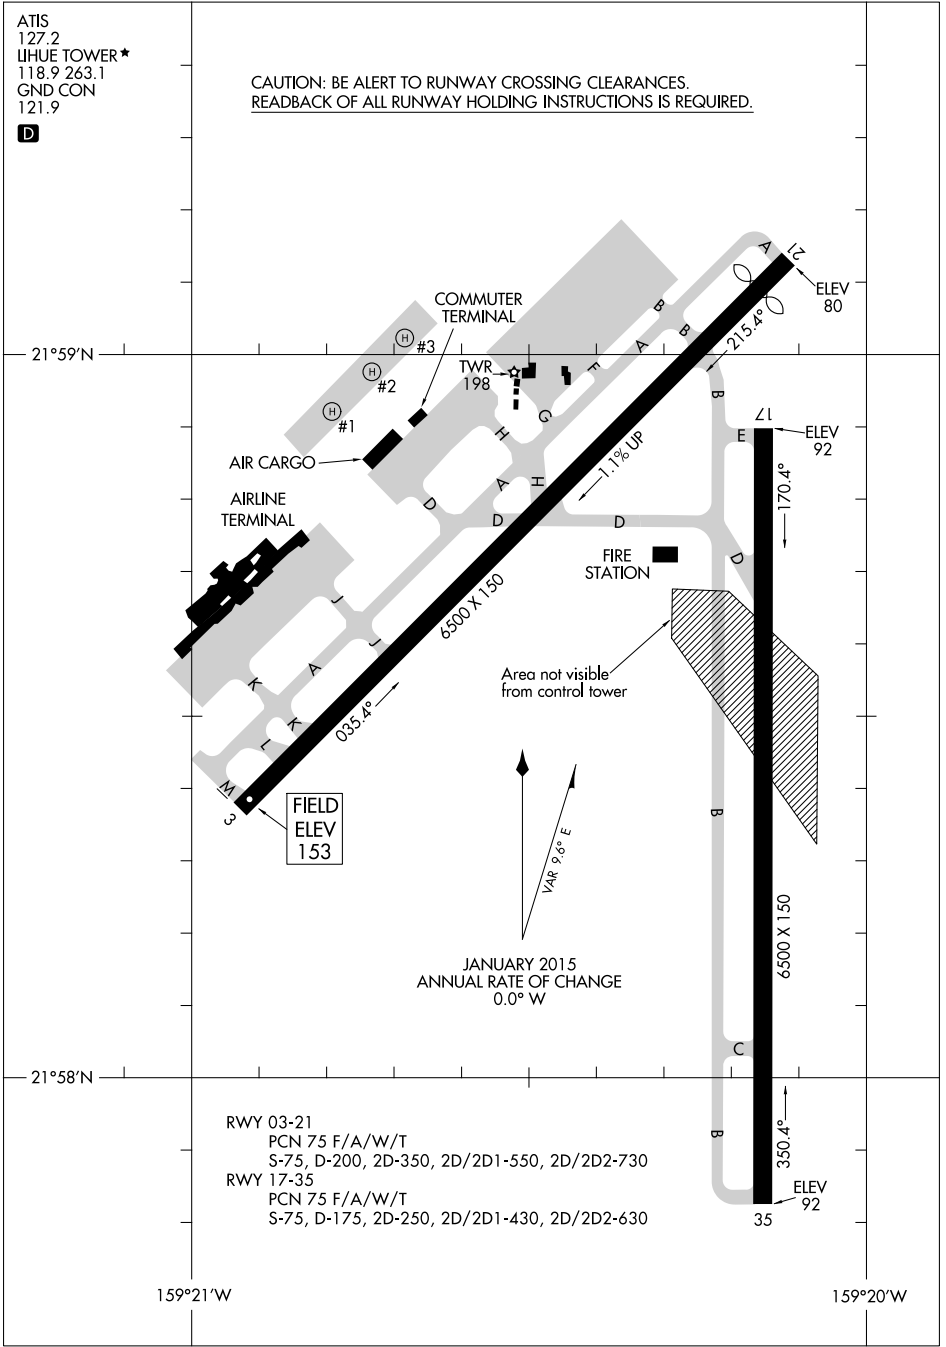 ATIS
127.2
LIHUE TOWER★
118.9 263.1
GND CON
121.9
D
CAUTION: BE ALERT TO RUNWAY CROSSING CLEARANCES.
READBACK OF ALL RUNWAY HOLDING INSTRUCTIONS IS REQUIRED.
A
21
ELEV
80
B
B
215.4°
A
COMMUTER
TERMINAL
H
#3
21°59'N
TWR
198
F
H
#2
B
H
#1
G
17
ELEV
92
E
H
1.1% UP
AIR CARGO
170.4°
A
H
AIRLINE
TERMINAL
D
D
D
FIRE
STATION
D
6500 X 150
J
J
A
Area not visible
from control tower
K
K
035.4°
L
W
3
FIELD
ELEV
153
B
VAR 9.6° E
6500 X 150
JANUARY 2015
ANNUAL RATE OF CHANGE
0.0° W
C
21°58'N
RWY 03-21
PCN 75 F/A/W/T
S-75, D-200, 2D-350, 2D/2D1-550, 2D/2D2-730
RWY 17-35
PCN 75 F/A/W/T
S-75, D-175, 2D-250, 2D/2D1-430, 2D/2D2-630
B
350.4°
ELEV
92
35
159°21'W
159°20'W